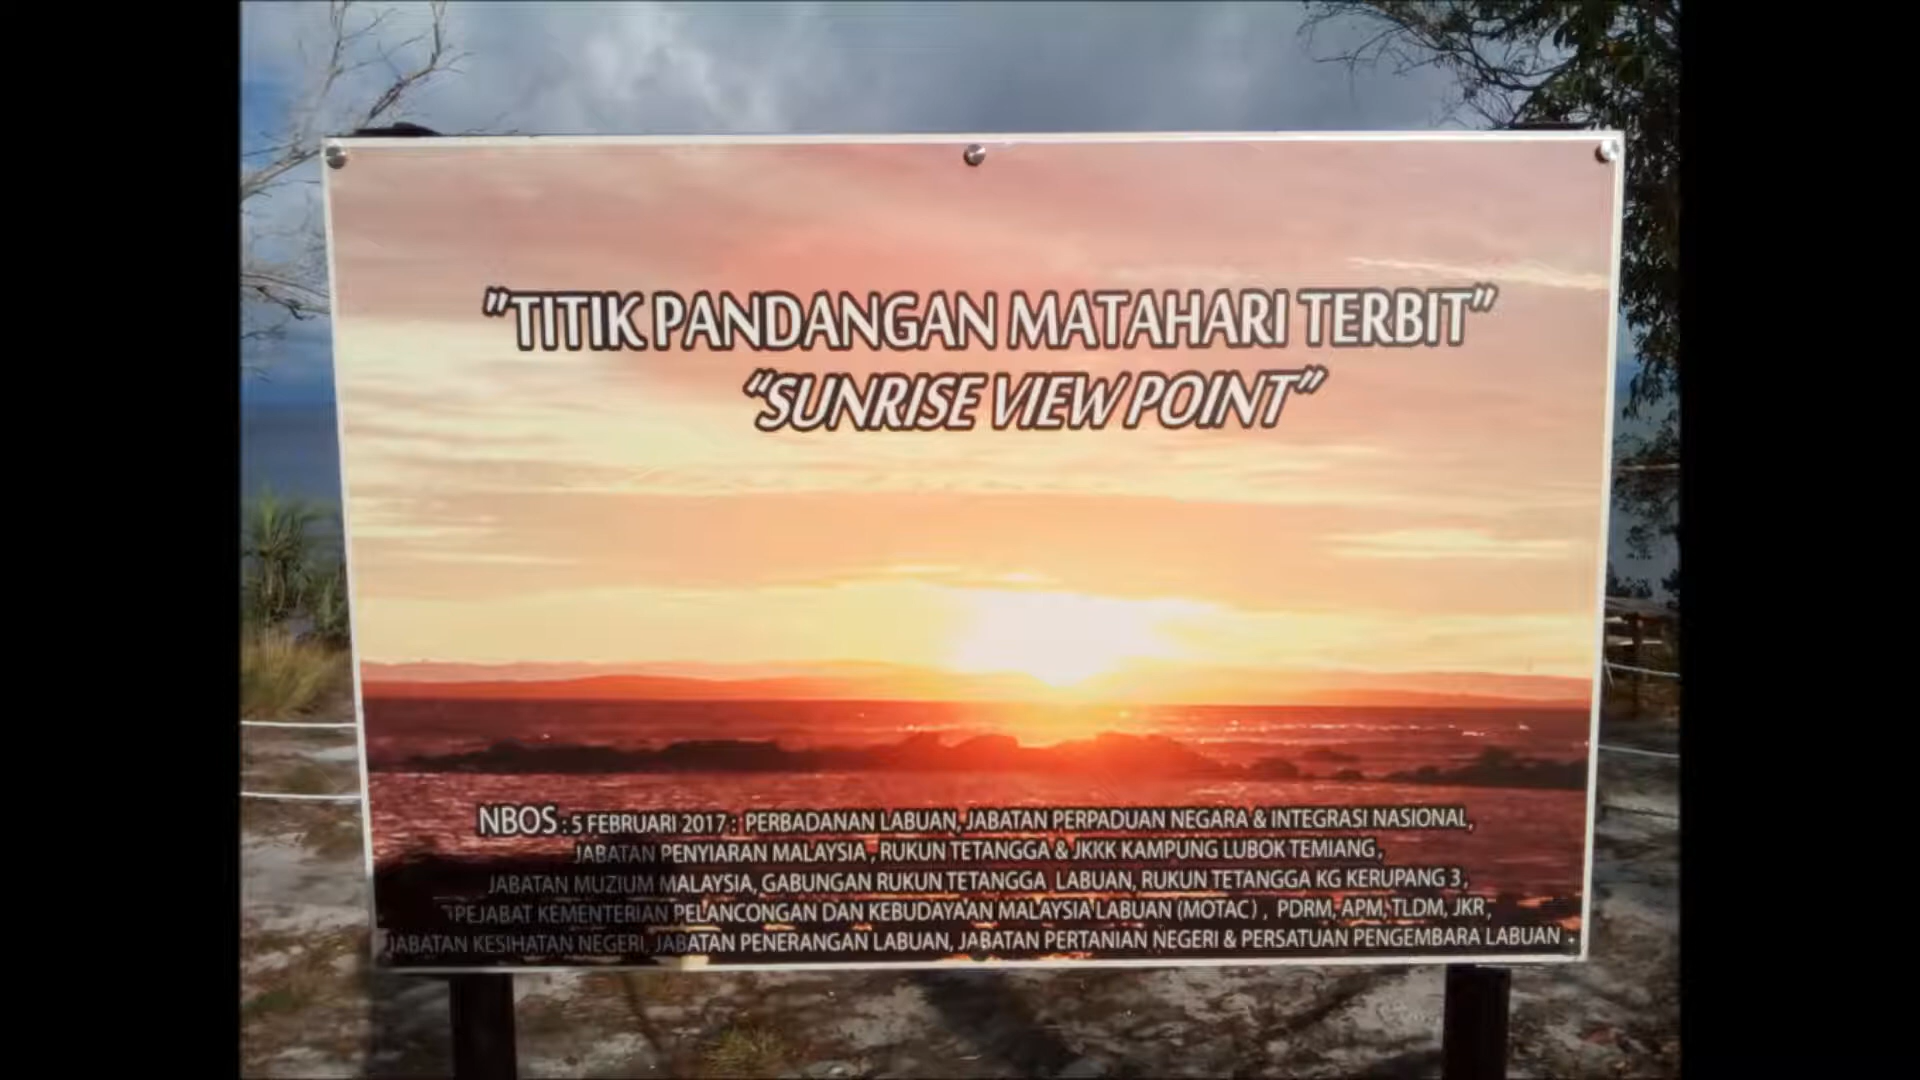 "TITIK PANDANGAN MATAHARI TERBIT"
"SUNRISE VIEW POINT"
NBOS : 5 FEBRUARI 2017 : PERBADANAN LABUAN, JABATAN PERPADUAN NEGARA & INTEGRASI NASIONAL,
JABATAN PENYIARAN MALAYSIA , RUKUN TETANGGA & JKKK KAMPUNG LUBOK TEMIANG,
JABATAN MUZIUM MALAYSIA, GABUNGAN RUKUN TETANGGA LABUAN, RUKUN TETANGGA KG KERUPANG 3,
PEJABAT KEMENTERIAN PELANCONGAN DAN KEBUDAYAAN MALAYSIA LABUAN (MOTAC) , PDRM, APM, TLDM, JKR,
JABATAN KESIHATAN NEGERI, JABATAN PENERANGAN LABUAN, JABATAN PERTANIAN NEGERI & PERSATUAN PENGEMBARA LABUAN .